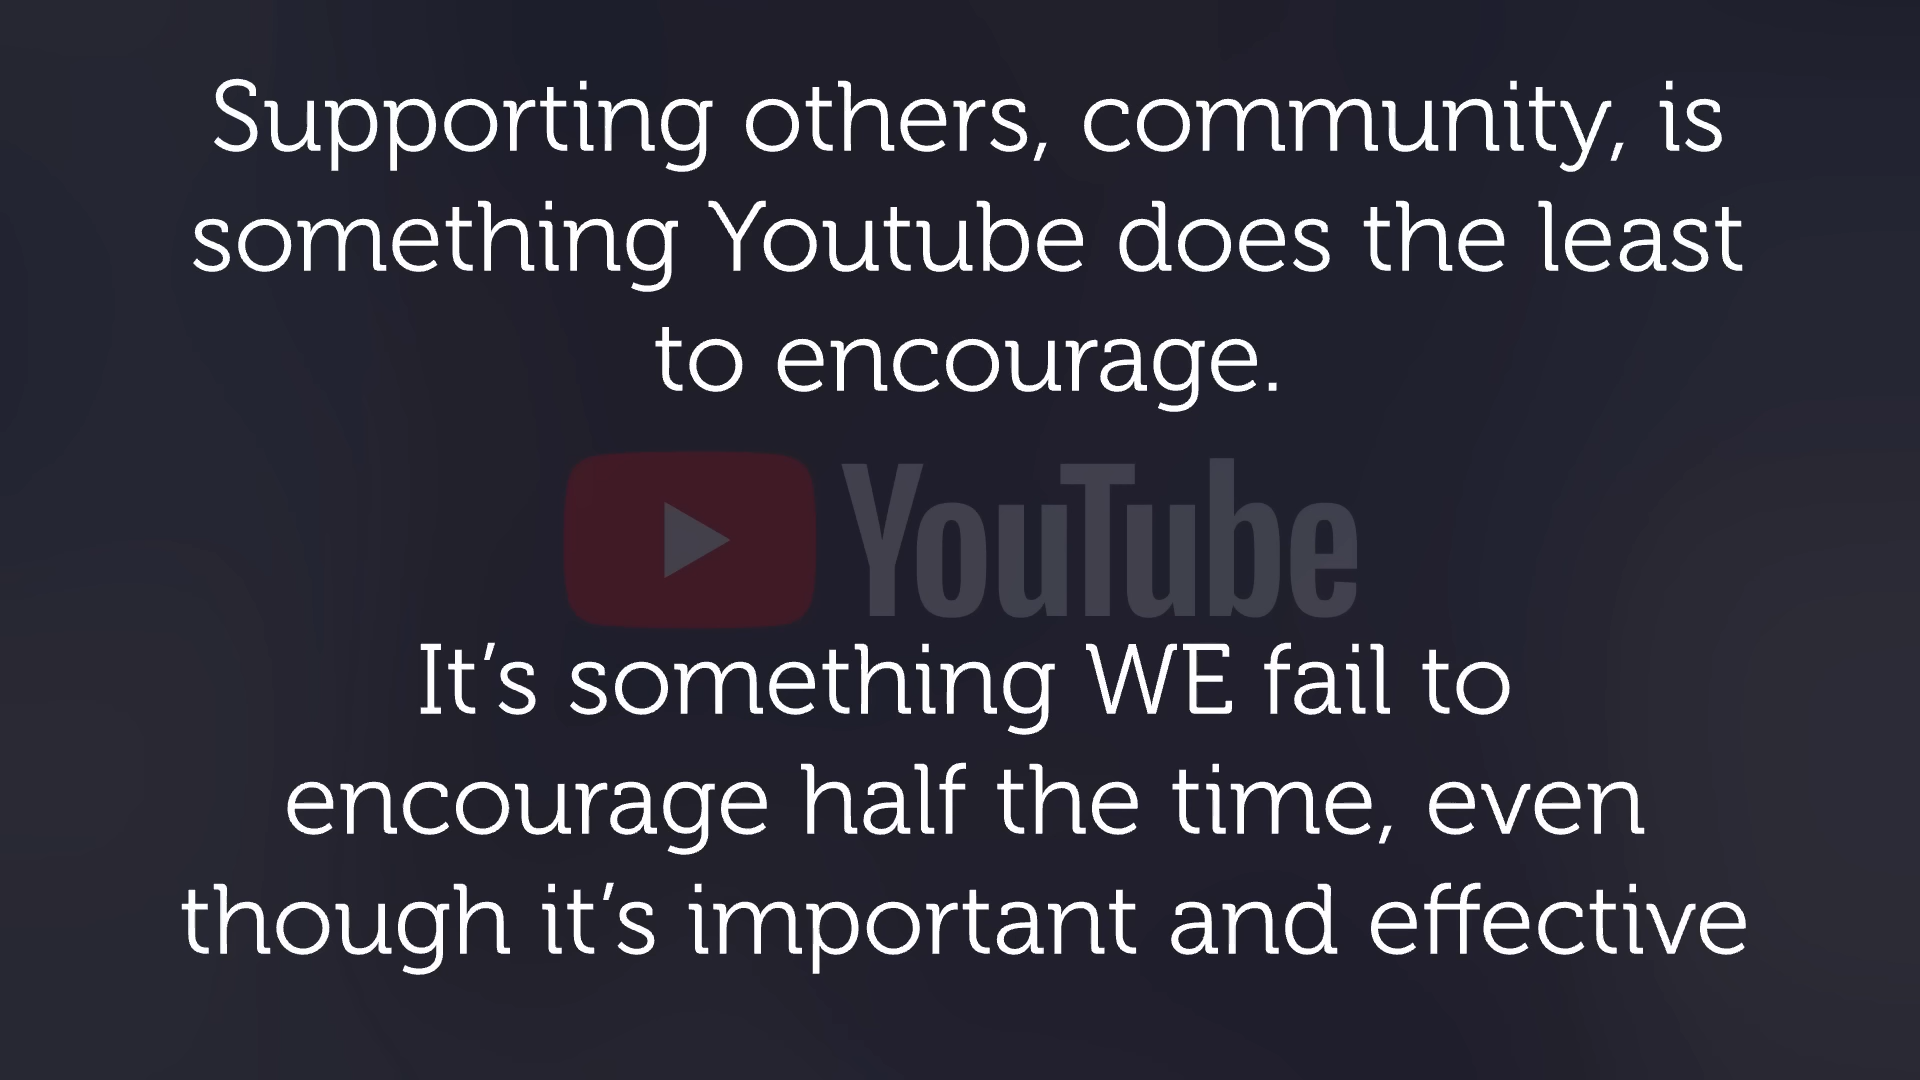 Supporting others, community, is
something Youtube does the least
to encourage.
YouTube
It’s something WE fail to
encourage half the time, even
though it’s important and effective